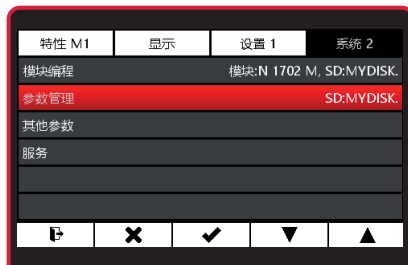 特性 M1 显示 设置 1 系统 2
模块编程 模块:N 1702 M, SD:MYDISK.
参数管理 SD:MYDISK.
其他参数
服务